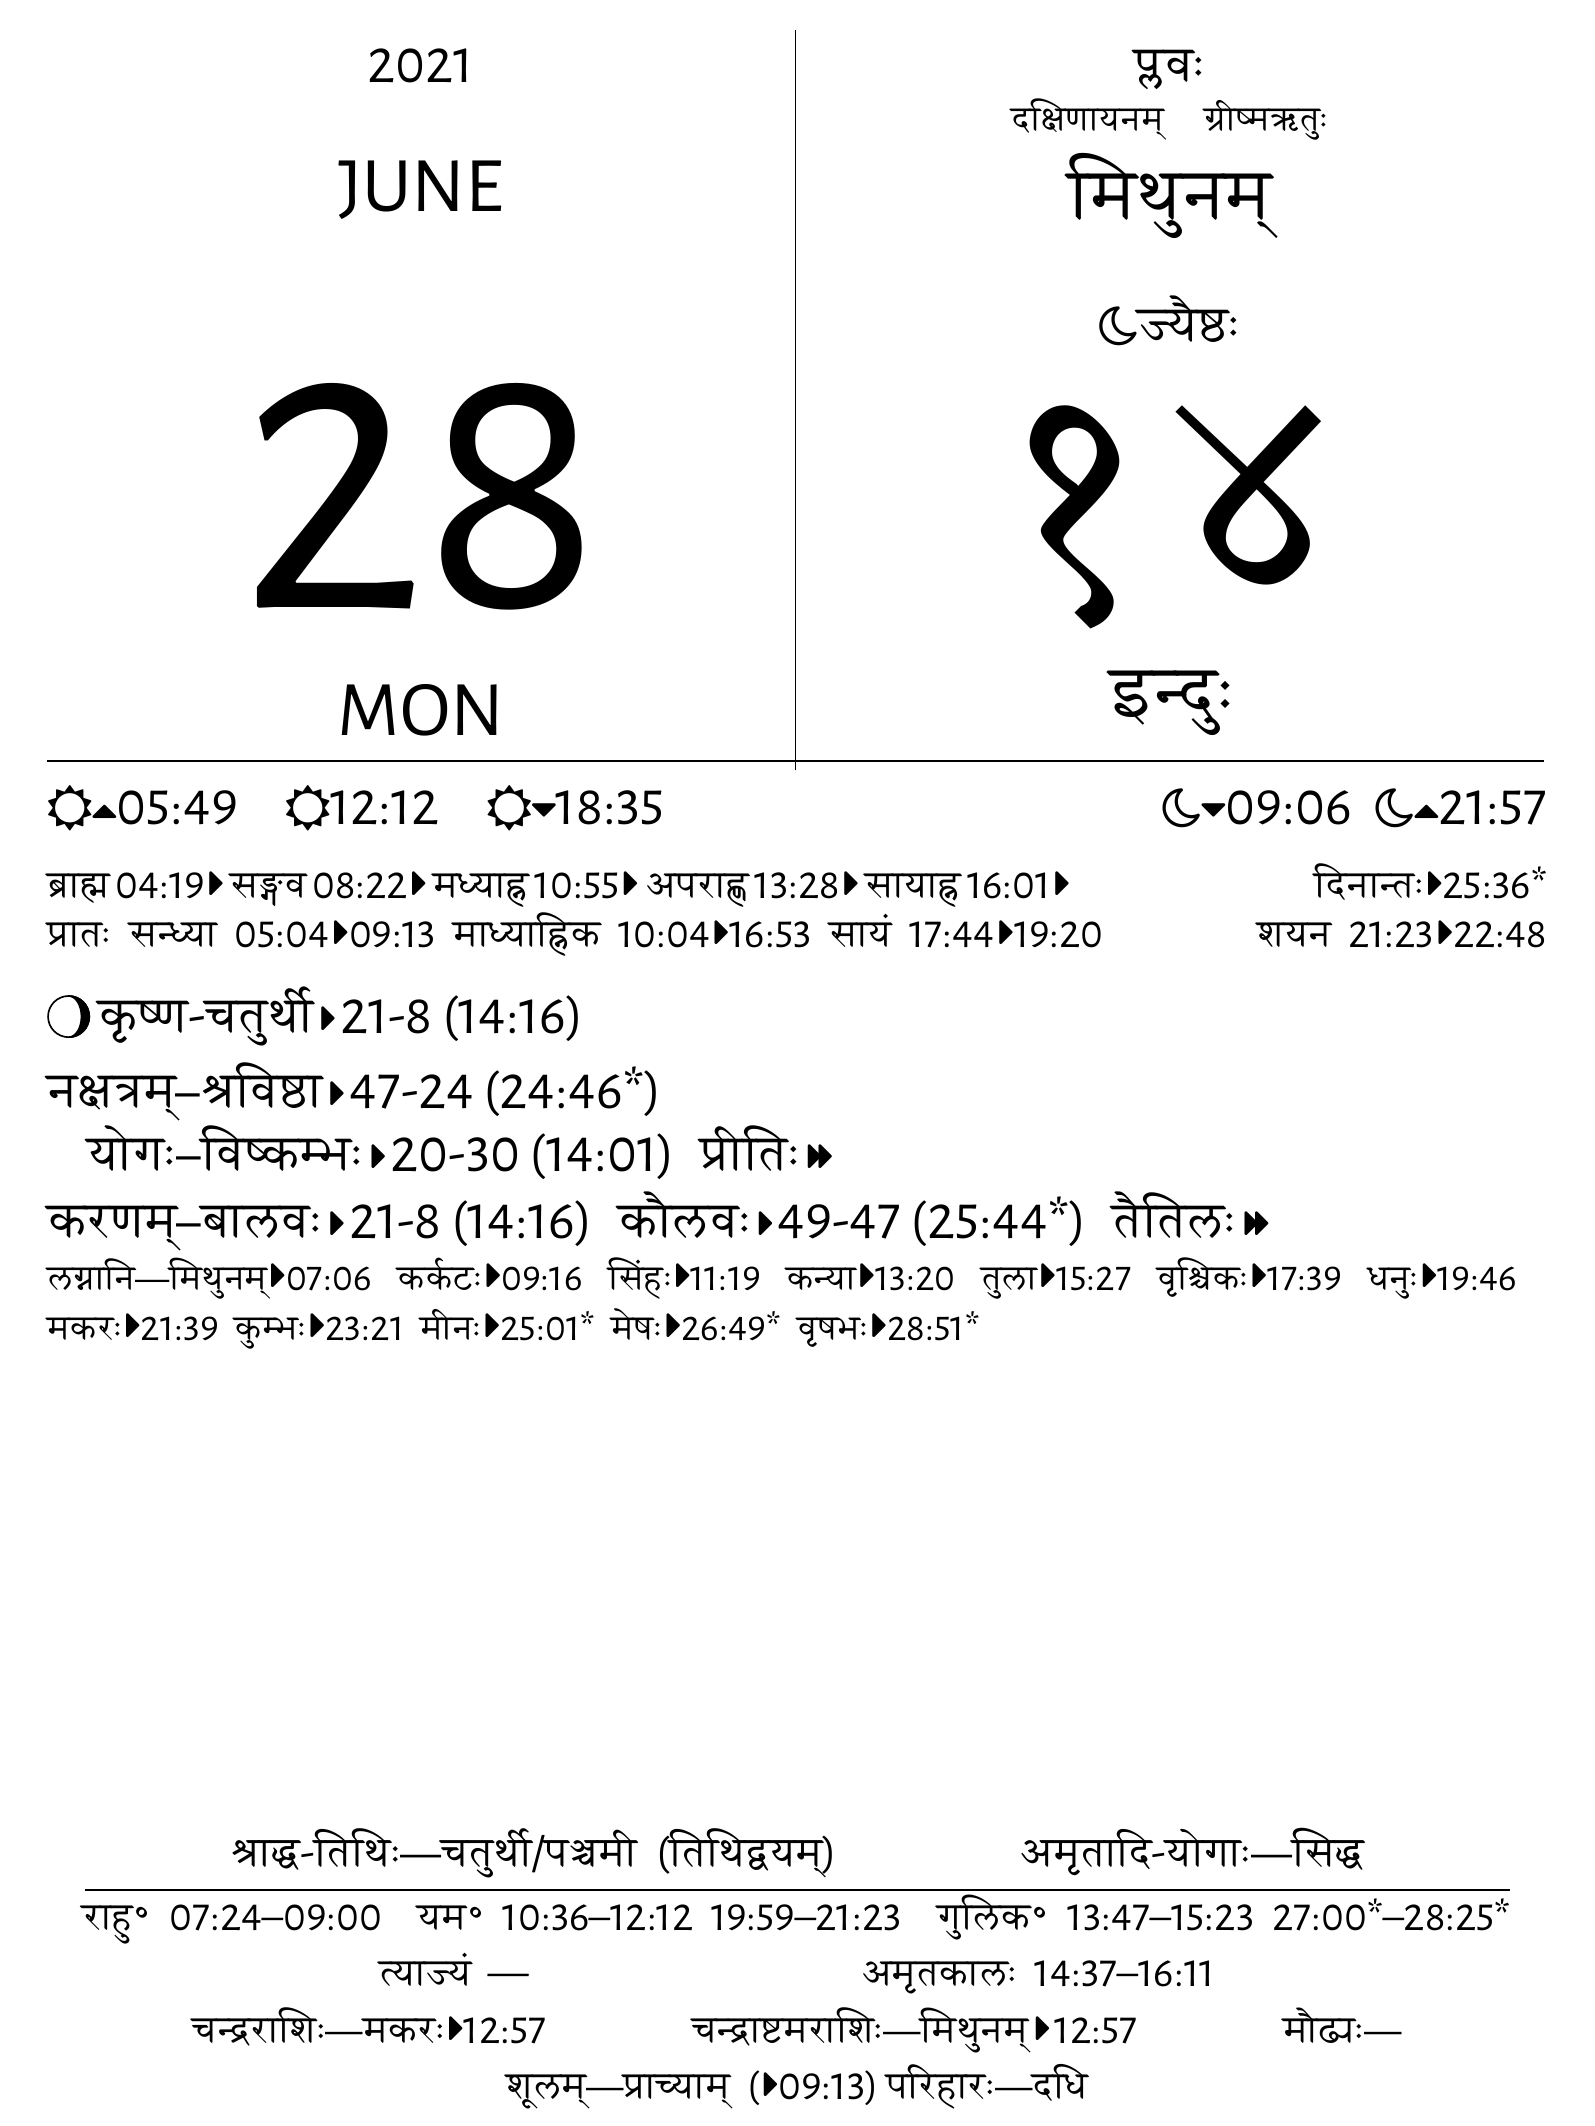 2021
JUNE
28
MON
प्लवः
दक्षिणायनम् ग्रीष्मऋतुः
मिथुनम्
ज्यैष्ठः
१४
इन्दुः
05:49 12:12 18:35 09:06 21:57
ब्राह्म 04:19 सङ्गव 08:22 मध्याह्न 10:55 अपराह्ण 13:28 सायाह्न 16:01 दिनान्तः 25:36*
प्रातः सन्ध्या 05:04 09:13 माध्याह्निक 10:04 16:53 सायं 17:44 19:20 शयन 21:23 22:48
कृष्ण-चतुर्थी 21-8 (14:16)
नक्षत्रम्–श्रविष्ठा 47-24 (24:46*)
योगः–विष्कम्भः 20-30 (14:01) प्रीतिः
करणम्–बालवः 21-8 (14:16) कौलवः 49-47 (25:44*) तैतिलः
लग्नानि—मिथुनम् 07:06 कर्कटः 09:16 सिंहः 11:19 कन्या 13:20 तुला 15:27 वृश्चिकः 17:39 धनुः 19:46
मकरः 21:39 कुम्भः 23:21 मीनः 25:01* मेषः 26:49* वृषभः 28:51*
श्राद्ध-तिथिः—चतुर्थी/पञ्चमी (तिथिद्वयम्) अमृतादि-योगाः—सिद्ध
राहु° 07:24–09:00 यम° 10:36–12:12 19:59–21:23 गुलिक° 13:47–15:23 27:00*–28:25*
त्याज्यं — अमृतकालः 14:37–16:11
चन्द्रराशिः—मकरः 12:57 चन्द्राष्टमराशिः—मिथुनम् 12:57 मौढ्यः—
शूलम्—प्राच्याम् (09:13) परिहारः—दधि